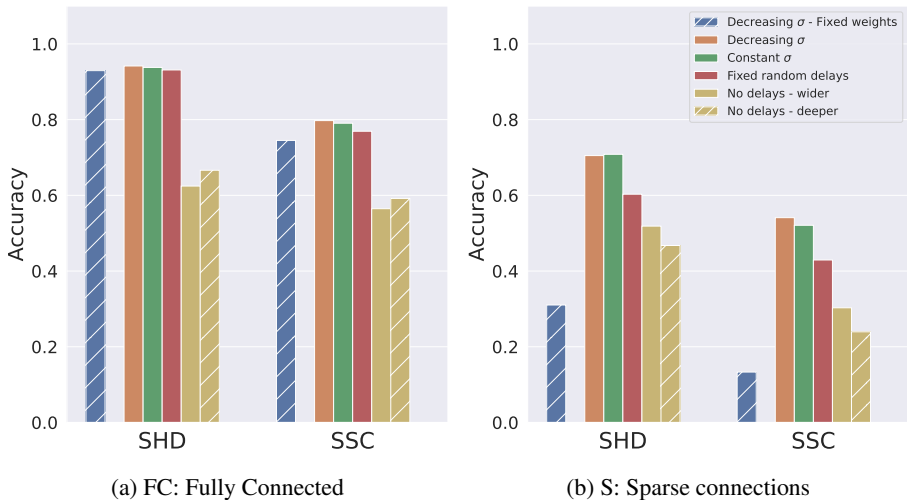 1.0
0.8
0.6
0.4
0.2
0.0
Accuracy
SHD
SSC
(a) FC: Fully Connected
1.0
0.8
0.6
0.4
0.2
0.0
Accuracy
Decreasing σ - Fixed weights
Decreasing σ
Constant σ
Fixed random delays
No delays - wider
No delays - deeper
SHD
SSC
(b) S: Sparse connections